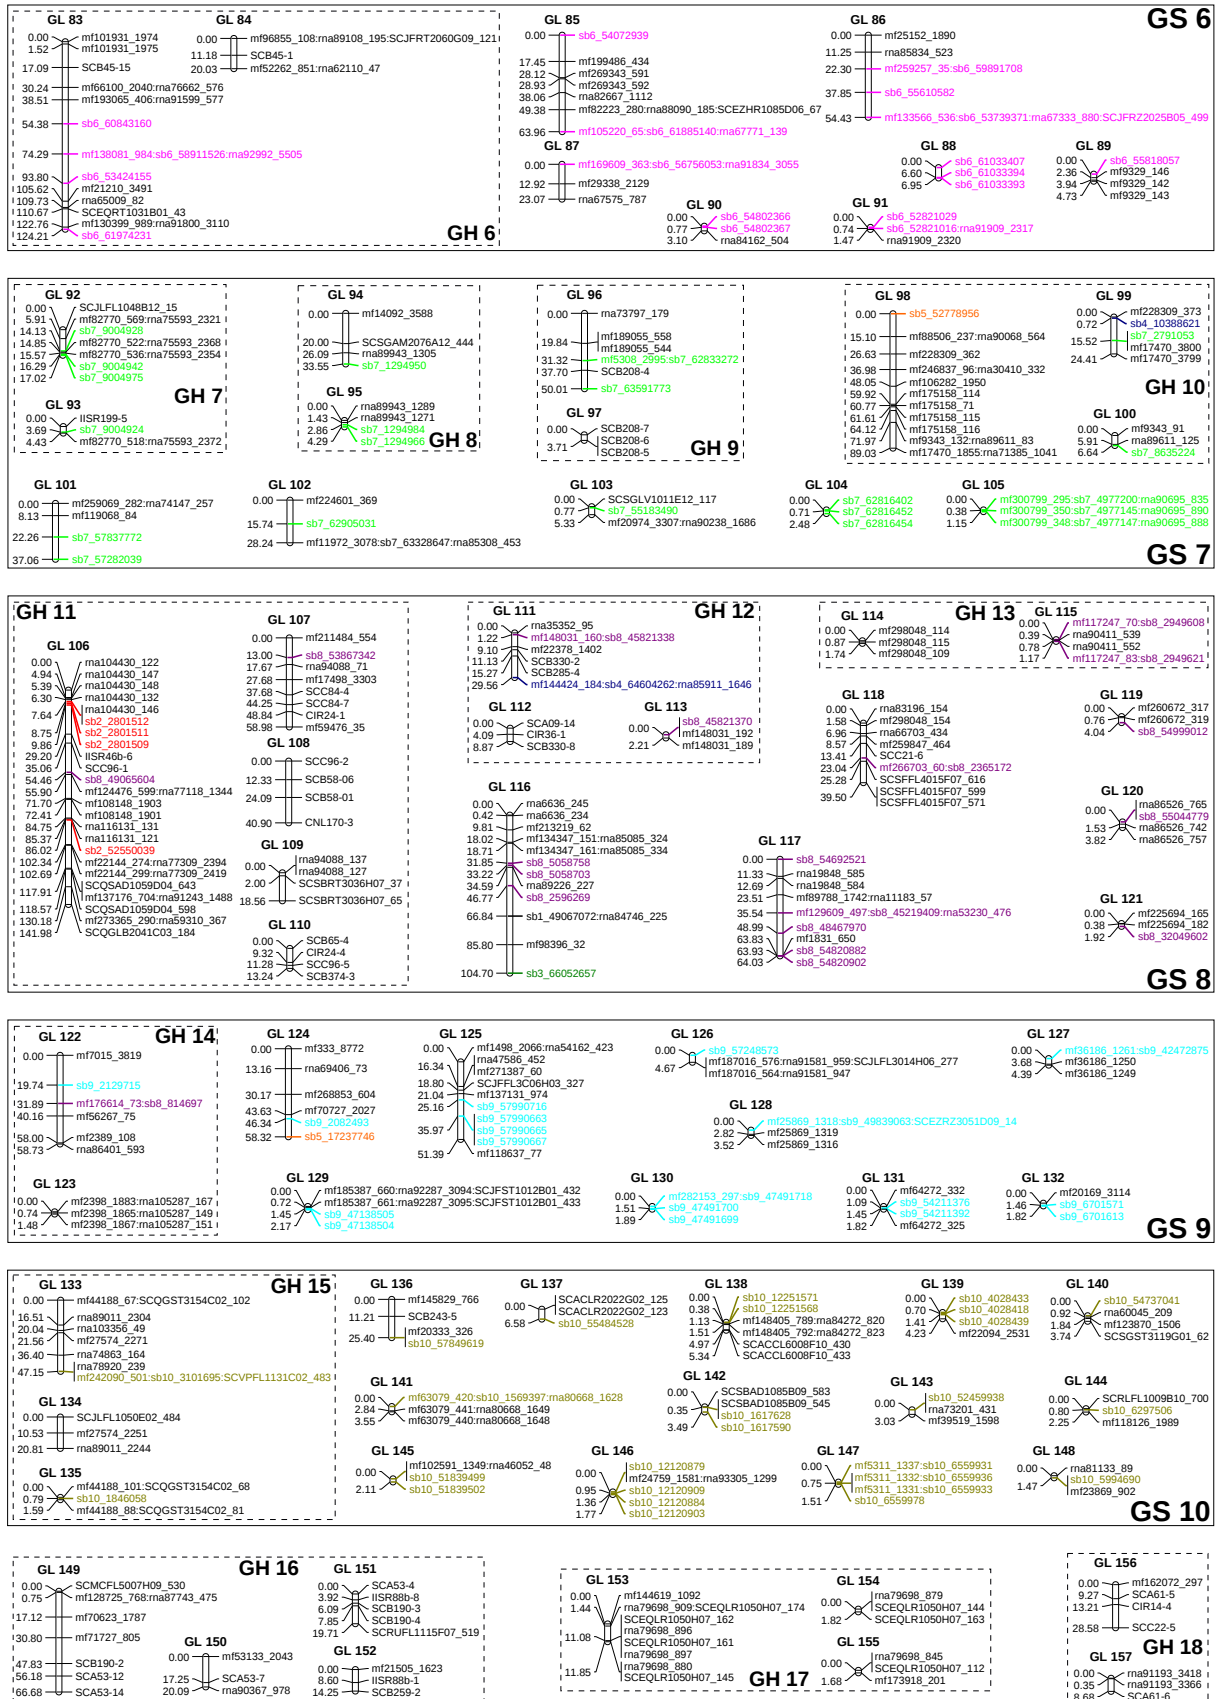 GS 6
GL 83
0.00 mf101931_1974
1.52 mf101931_1975
17.09 SCB45-15
30.24 mf66100_2040:rna76662_576
38.51 mf193065_406:rna91599_577
54.38 sb6_60843160
74.29 mf138081_984:sb6_58911526:rna92992_5505
93.80 sb6_53424155
105.62 mf21210_3491
109.73 rna65009_82
110.67 SCEQRT1031B01_43
122.76 mf130399_989:rna91800_3110
124.21 sb6_61974231
GL 84
0.00 mf96855_108:rna89108_195:SCJFRT2060G09_121
11.18 SCB45-1
20.03 mf52262_851:rna62110_47
GH 6
GL 85
0.00 sb6_54072939
17.45 mf199486_434
28.12 mf269343_591
28.93 mf269343_592
38.06 rna82667_1112
49.38 mf82223_280:rna88090_185:SCEZHR1085D06_67
63.96 mf105220_65:sb6_61885140:rna67771_139
GL 86
0.00 mf25152_1890
11.25 rna85834_523
22.30 mf259257_35:sb6_59891708
37.85 sb6_55610582
54.43 mf133566_536:sb6_53739371:rna67333_880:SCJFRZ2025B05_499
GL 87
0.00 mf169609_363:sb6_56756053:rna91834_3055
12.92 mf29338_2129
23.07 rna67575_787
GL 88
0.00 sb6_61033407
6.60 sb6_61033394
6.95 sb6_61033393
GL 89
0.00 sb6_55818057
2.36 mf9329_146
3.94 mf9329_142
4.73 mf9329_143
GL 90
0.00 sb6_54802366
0.77 sb6_54802367
3.10 rna84162_504
GL 91
0.00 sb6_52821029
0.74 sb6_52821016:rna91909_2317
1.47 rna91909_2320
GL 92
0.00 SCJLFL1048B12_15
5.91 mf82770_569:rna75593_2321
14.13 sb7_9004928
14.85 mf82770_522:rna75593_2368
15.57 mf82770_536:rna75593_2354
16.29 sb7_9004942
17.02 sb7_9004975
GH 7
GL 93
0.00 IISR199-5
3.69 sb7_9004924
4.43 mf82770_518:rna75593_2372
GL 94
0.00 mf14092_3588
20.00 SCSGAM2076A12_444
26.09 rna89943_1305
33.55 sb7_1294950
GL 95
0.00 rna89943_1289
1.43 rna89943_1271
2.86 sb7_1294984
4.29 sb7_1294966
GH 8
GL 96
0.00 rna73797_179
19.84 mf189055_558
mf189055_544
31.32 mf5308_2995:sb7_62833272
37.70 SCB208-4
50.01 sb7_63591773
GL 97
0.00 SCB208-7
SCB208-6
3.71 SCB208-5
GH 9
GL 98
0.00 sb5_52778956
15.10 mf88506_237:rna90068_564
26.63 mf228309_362
36.98 mf246837_96:rna30410_332
48.05 mf106282_1950
59.92 mf175158_114
60.77 mf175158_71
61.61 mf175158_115
64.12 mf175158_116
71.97 mf9343_132:rna89611_83
89.03 mf17470_1855:rna71385_1041
GL 99
0.00 mf228309_373
0.72 sb4_10388621
15.52 sb7_2791053
mf17470_3800
24.41 mf17470_3799
GH 10
GL 100
0.00 mf9343_91
5.91 rna89611_125
6.64 sb7_8635224
GL 101
0.00 mf259069_282:rna74147_257
8.13 mf119068_84
22.26 sb7_57837772
37.06 sb7_57282039
GL 102
0.00 mf224601_369
15.74 sb7_62905031
28.24 mf11972_3078:sb7_63328647:rna85308_453
GL 103
0.00 SCSGLV1011E12_117
0.77 sb7_55183490
5.33 mf20974_3307:rna90238_1686
GL 104
0.00 sb7_62816402
0.71 sb7_62816452
2.48 sb7_62816454
GL 105
0.00 mf300799_295:sb7_4977200:rna90695_835
0.38 mf300799_350:sb7_4977145:rna90695_890
1.15 mf300799_348:sb7_4977147:rna90695_888
GS 7
GH 11
GL 106
0.00 rna104430_122
4.94 rna104430_147
5.39 rna104430_148
6.30 rna104430_132
rna104430_146
7.64 sb2_2801512
8.75 sb2_2801511
9.86 sb2_2801509
29.20 IISR46b-6
35.06 SCC96-1
54.46 sb8_49065604
55.90 mf124476_599:rna77118_1344
71.70 mf108148_1903
72.41 mf108148_1901
84.75 rna116131_131
85.37 rna116131_121
86.02 sb2_52550039
102.34 mf22144_274:rna77309_2394
102.69 mf22144_299:rna77309_2419
117.91 SCQSAD1059D04_643
mf137176_704:rna91243_1488
118.57 SCQSAD1059D04_598
130.18 mf273365_290:rna59310_367
141.98 SCQGLB2041C03_184
GL 107
0.00 mf211484_554
13.00 sb8_53867342
17.67 rna94088_71
27.68 mf17498_3303
37.68 SCC84-4
44.25 SCC84-7
48.84 CIR24-1
58.98 mf59476_35
GL 108
0.00 SCC96-2
12.33 SCB58-06
24.09 SCB58-01
40.90 CNL170-3
GL 109
0.00 rna94088_137
rna94088_127
2.00 SCSBRT3036H07_37
18.56 SCSBRT3036H07_65
GL 110
0.00 SCB65-4
9.32 CIR24-4
11.28 SCC96-5
13.24 SCB374-3
GH 12
GL 111
0.00 rna35352_95
1.22 mf148031_160:sb8_45821338
9.10 mf22378_1402
11.13 SCB330-2
15.27 SCB285-4
29.56 mf144424_184:sb4_64604262:rna85911_1646
GL 112
0.00 SCA09-14
4.09 CIR36-1
8.87 SCB330-8
GL 113
0.00 sb8_45821370
mf148031_192
2.21 mf148031_189
GH 13
GL 114
0.00 mf298048_114
0.87 mf298048_115
1.74 mf298048_109
GL 115
0.00 mf117247_70:sb8_2949608
0.39 rna90411_539
0.78 rna90411_552
1.17 mf117247_83:sb8_2949621
GL 116
0.00 rna6636_245
0.42 rna6636_234
9.81 mf213219_62
18.02 mf134347_151:rna85085_324
18.71 mf134347_161:rna85085_334
31.85 sb8_5058758
33.22 sb8_5058703
34.59 rna89226_227
46.77 sb8_2596269
66.84 sb1_49067072:rna84746_225
85.80 mf98396_32
104.70 sb3_66052657
GL 117
0.00 sb8_54692521
11.33 rna19848_585
12.69 rna19848_584
23.51 mf89788_1742:rna11183_57
35.54 mf129609_497:sb8_45219409:rna53230_476
48.99 sb8_48467970
63.83 mf1831_650
63.93 sb8_54820882
64.03 sb8_54820902
GL 118
0.00 rna83196_154
1.58 mf298048_154
6.96 rna66703_434
8.57 mf259847_464
13.41 SCC21-6
23.04 mf266703_60:sb8_2365172
25.28 SCSFFL4015F07_616
39.50 SCSFFL4015F07_599
SCSFFL4015F07_571
GL 119
0.00 mf260672_317
0.76 mf260672_319
4.04 sb8_54999012
GL 120
0.00 rna86526_765
sb8_55044779
1.53 rna86526_742
3.82 rna86526_757
GL 121
0.00 mf225694_165
0.38 mf225694_182
1.92 sb8_32049602
GS 8
GL 122
GH 14
0.00 mf7015_3819
19.74 sb9_2129715
31.89 mf176614_73:sb8_814697
40.16 mf56267_75
58.00 mf2389_108
58.73 rna86401_593
GL 123
0.00 mf2398_1883:rna105287_167
0.74 mf2398_1865:rna105287_149
1.48 mf2398_1867:rna105287_151
GL 124
0.00 mf333_8772
13.16 rna69406_73
30.17 mf268853_604
43.63 mf70727_2027
46.34 sb9_2082493
58.32 sb5_17237746
GL 125
0.00 mf1498_2066:rna54162_423
16.34 rna47586_452
mf271387_60
18.80 SCJFFL3C06H03_327
21.04 mf137131_974
25.16 sb9_57990716
35.97 sb9_57990663
sb9_57990665
sb9_57990667
51.39 mf118637_77
GL 126
0.00 sb9_57248573
4.67 mf187016_576:rna91581_959:SCJLFL3014H06_277
mf187016_564:rna91581_947
GL 127
0.00 mf36186_1261:sb9_42472875
3.68 mf36186_1250
4.39 mf36186_1249
GL 128
0.00 mf25869_1318:sb9_49839063:SCEZRZ3051D09_14
2.82 mf25869_1319
3.52 mf25869_1316
GL 129
0.00 mf185387_660:rna92287_3094:SCJFST1012B01_432
0.72 mf185387_661:rna92287_3095:SCJFST1012B01_433
1.45 sb9_47138505
2.17 sb9_47138504
GL 130
0.00 mf282153_297:sb9_47491718
1.51 sb9_47491700
1.89 sb9_47491699
GL 131
0.00 mf64272_332
1.09 sb9_54211376
1.45 sb9_54211392
1.82 mf64272_325
GL 132
0.00 mf20169_3114
1.46 sb9_6701571
1.82 sb9_6701613
GS 9
GL 133
GH 15
0.00 mf44188_67:SCQGST3154C02_102
16.51 rna89011_2304
20.04 rna103356_49
21.56 mf27574_2271
36.40 rna74863_164
47.15 rna78920_239
mf242090_501:sb10_3101695:SCVPFL1131C02_483
GL 134
0.00 SCJLFL1050E02_484
10.53 mf27574_2251
20.81 rna89011_2244
GL 135
0.00 mf44188_101:SCQGST3154C02_68
0.79 sb10_1846058
1.59 mf44188_88:SCQGST3154C02_81
GL 136
0.00 mf145829_766
11.21 SCB243-5
25.40 mf20333_326
sb10_57849619
GL 137
0.00 SCACLR2022G02_125
SCACLR2022G02_123
6.58 sb10_55484528
GL 138
0.00 sb10_12251571
0.38 sb10_12251568
1.13 mf148405_789:rna84272_820
1.51 mf148405_792:rna84272_823
4.97 SCACCL6008F10_430
5.34 SCACCL6008F10_433
GL 139
0.00 sb10_4028433
0.70 sb10_4028418
1.41 sb10_4028439
4.23 mf22094_2531
GL 140
0.00 sb10_54737041
0.92 rna60045_209
1.84 mf123870_1506
3.74 SCSGST3119G01_62
GL 141
0.00 mf63079_420:sb10_1569397:rna80668_1628
2.84 mf63079_441:rna80668_1649
3.55 mf63079_440:rna80668_1648
GL 142
0.00 SCSBAD1085B09_583
0.35 SCSBAD1085B09_545
sb10_1617628
3.49 sb10_1617590
GL 143
0.00 sb10_52459938
rna73201_431
3.03 mf39519_1598
GL 144
0.00 SCRLFL1009B10_700
0.80 sb10_6297506
2.25 mf118126_1989
GL 145
0.00 mf102591_1349:rna46052_48
sb10_51839499
2.11 sb10_51839502
GL 146
0.00 sb10_12120879
mf24759_1581:rna93305_1299
0.95 sb10_12120909
1.36 sb10_12120884
1.77 sb10_12120903
GL 147
0.00 mf5311_1337:sb10_6559931
0.75 mf5311_1332:sb10_6559936
mf5311_1331:sb10_6559933
1.51 sb10_6559978
GL 148
0.00 rna81133_89
sb10_5994690
1.47 mf23869_902
GS 10
GL 149
GH 16
0.00 SCMCFL5007H09_530
0.75 mf128725_768:rna87743_475
17.12 mf70623_1787
30.80 mf71727_805
47.83 SCB190-2
56.18 SCA53-12
66.68 SCA53-14
GL 150
0.00 mf53133_2043
17.25 SCA53-7
20.09 rna90367_978
GL 151
0.00 SCA53-4
3.92 IISR88b-8
6.09 SCB190-3
7.85 SCB190-4
19.71 SCRUFL1115F07_519
GL 152
0.00 mf21505_1623
8.60 IISR88b-1
14.25 SCB259-2
GL 153
0.00 mf144619_1092
1.44 rna79698_909:SCEQLR1050H07_174
11.08 SCEQLR1050H07_162
rna79698_896
SCEQLR1050H07_161
rna79698_897
11.85 rna79698_880
SCEQLR1050H07_145
GL 154
0.00 rna79698_879
SCEQLR1050H07_144
1.82 SCEQLR1050H07_163
GL 155
0.00 rna79698_845
SCEQLR1050H07_112
1.68 mf173918_201
GH 17
GL 156
0.00 mf162072_297
9.27 SCA61-5
13.21 CIR14-4
28.58 SCC22-5
GH 18
GL 157
0.00 rna91193_3418
0.35 rna91193_3366
8.68 SCA61-6